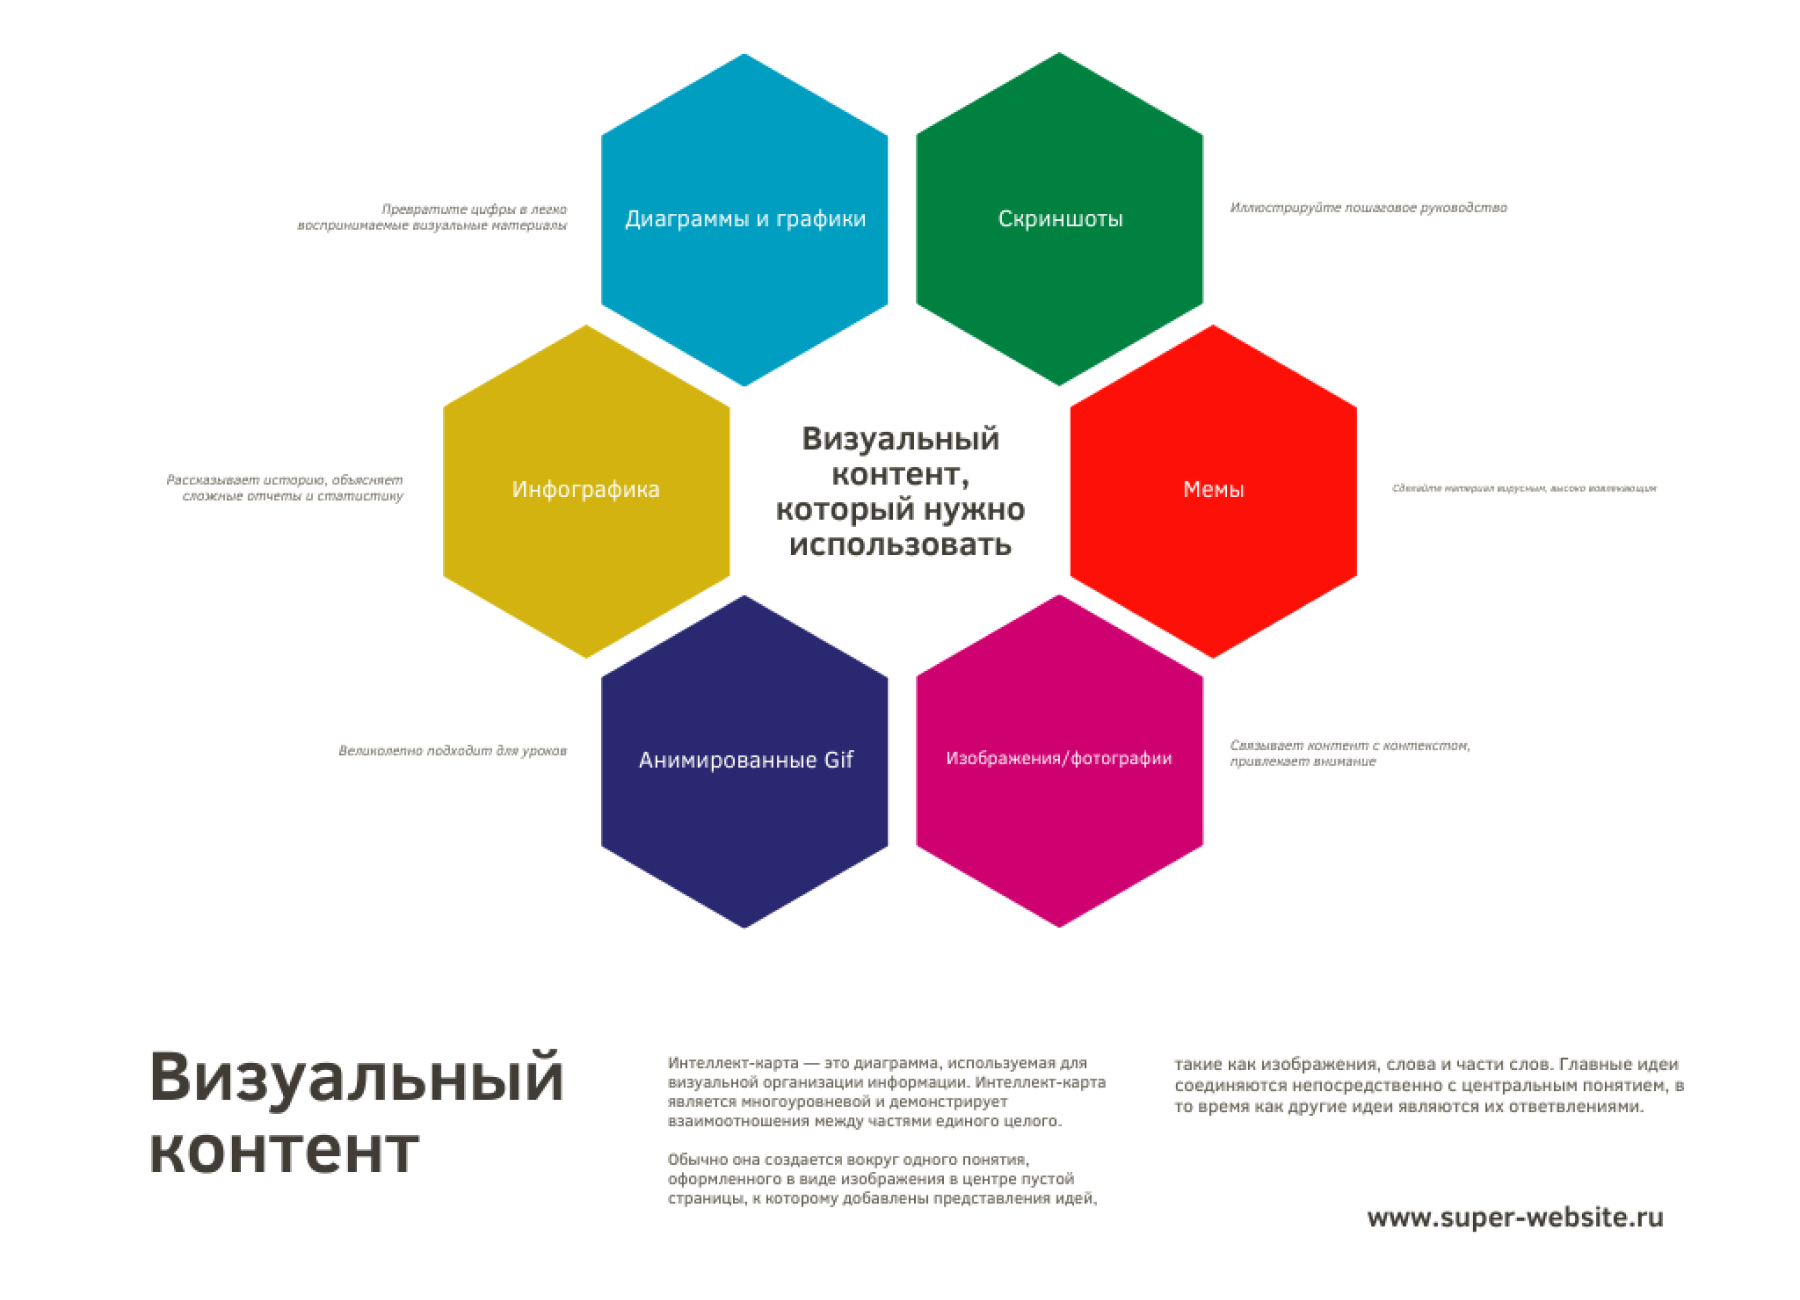 Превратите цифры в легко
воспринимаемые визуальные материалы
Диаграммы и графики
Скриншоты
Иллюстрируйте пошаговое руководство
Рассказывает историю, объясняет
сложные отчеты и статистику
Инфографика
Визуальный
контент,
который нужно
использовать
Мемы
Сделайте материал вирусным, высоко вовлекающим
Великолепно подходит для уроков
Анимированные Gif
Изображения/фотографии
Связывает контент с контекстом,
привлекает внимание
Визуальный
контент
Интеллект-карта — это диаграмма, используемая для
визуальной организации информации. Интеллект-карта
является многоуровневой и демонстрирует
взаимоотношения между частями единого целого.
Обычно она создается вокруг одного понятия,
оформленного в виде изображения в центре пустой
страницы, к которому добавлены представления идей,
такие как изображения, слова и части слов. Главные идеи
соединяются непосредственно с центральным понятием, в
то время как другие идеи являются их ответвлениями.
www.super-website.ru